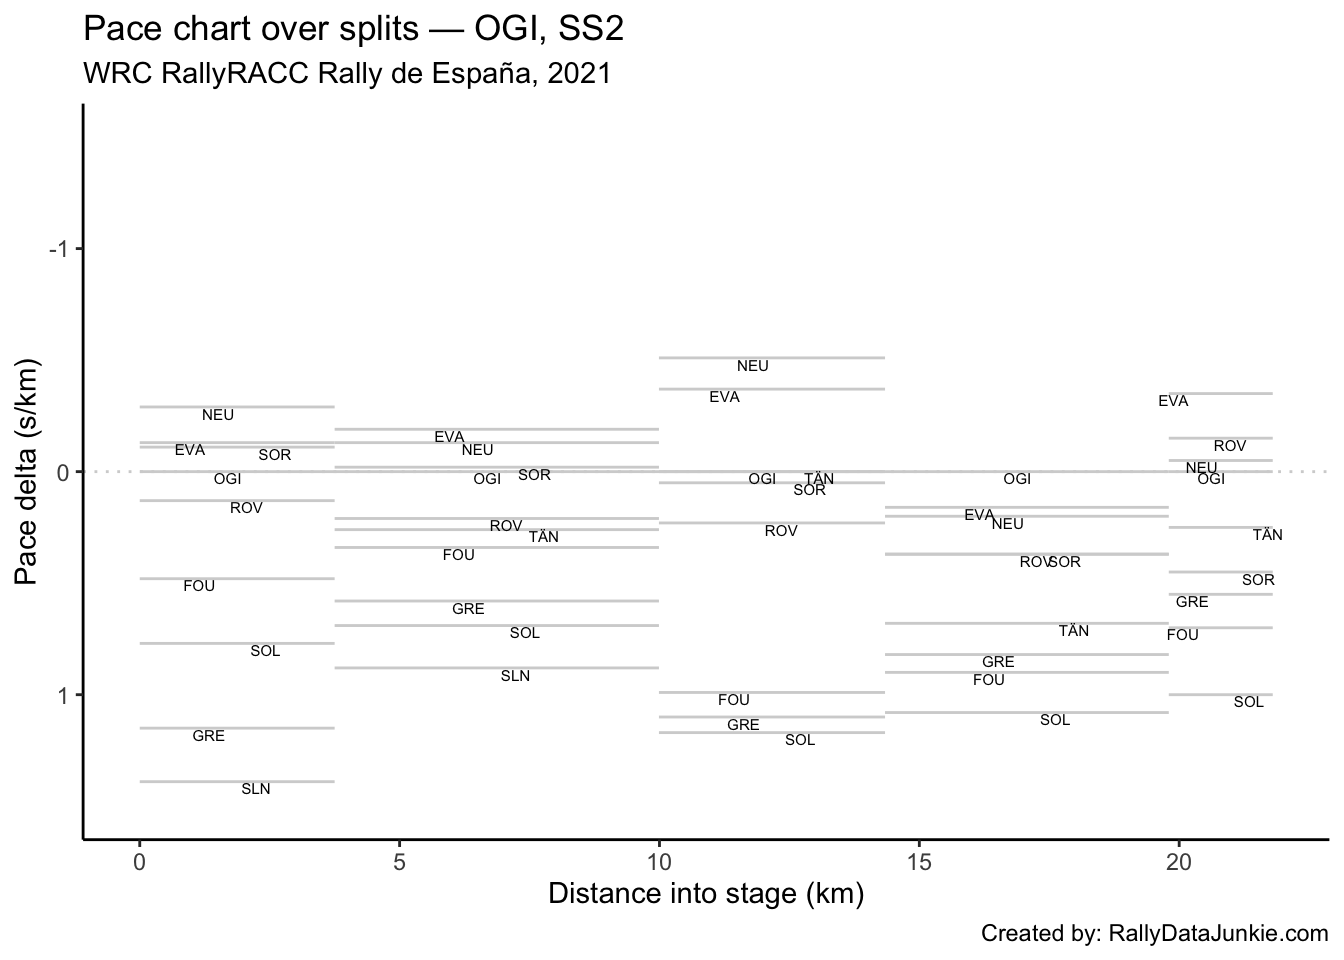 Pace chart over splits — OGI, SS2
WRC RallyRACC Rally de España, 2021
Pace delta (s/km)
-1
0
1
NEU
EVA
SOR
OGI
ROV
FOU
SOL
GRE
SLN
EVA
NEU
SOR
OGI
ROV
TÄN
FOU
GRE
SOL
SLN
NEU
EVA
OGI
TÄN
SOR
ROV
FOU
GRE
SOL
OGI
EVA
NEU
ROV
SOR
TÄN
GRE
FOU
SOL
EVA
ROV
NEU
OGI
TÄN
SOR
GRE
FOU
SOL
0 5 10 15 20
Distance into stage (km)
Created by: RallyDataJunkie.com